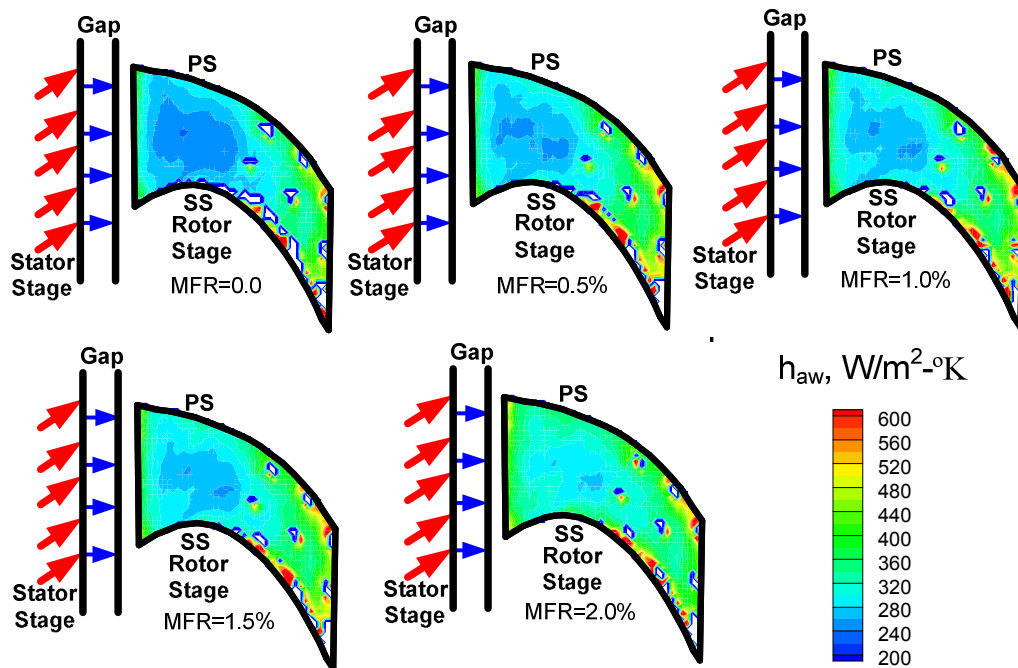 Gap
PS
SS
Rotor
Stage
Stator
Stage
MFR=0.0
Gap
PS
SS
Rotor
Stage
Stator
Stage
MFR=0.5%
Gap
PS
SS
Rotor
Stage
Stator
Stage
MFR=1.0%
Gap
PS
SS
Rotor
Stage
Stator
Stage
MFR=1.5%
Gap
PS
SS
Rotor
Stage
Stator
Stage
MFR=2.0%
h_aw, W/m²-°K
600
560
520
480
440
400
360
320
280
240
200